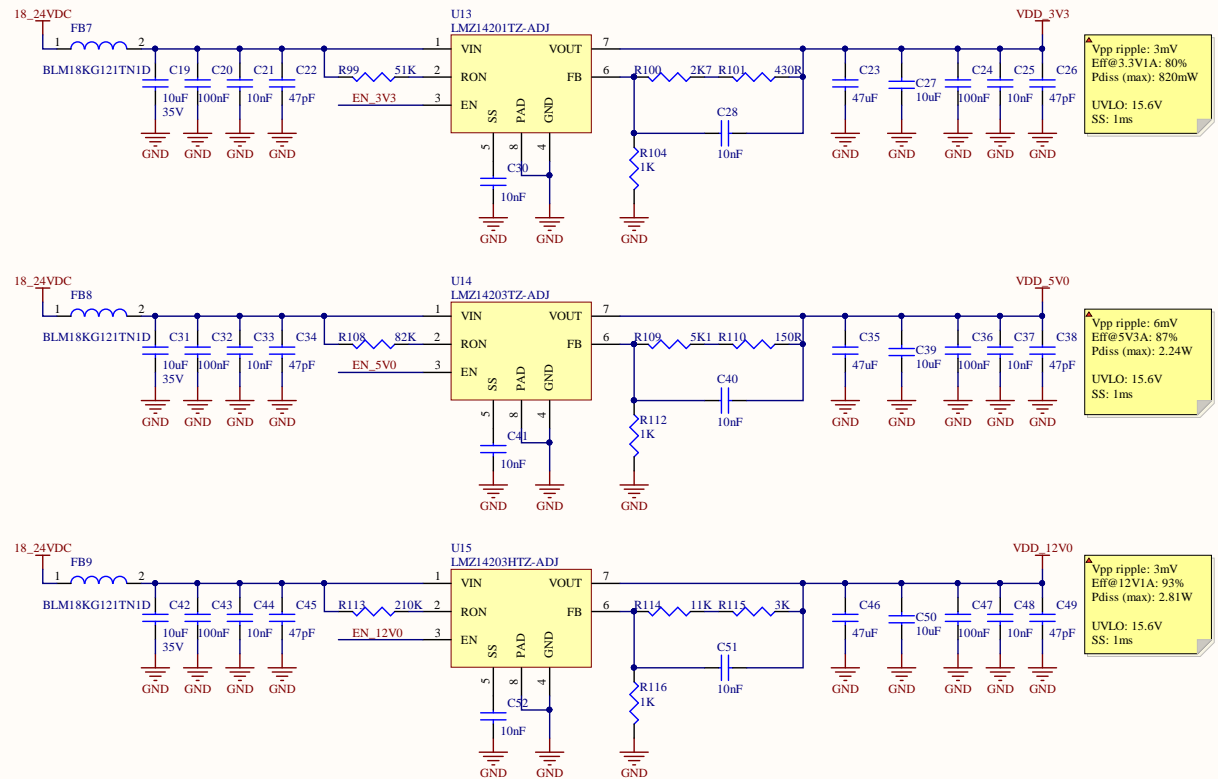 18_24VDC
FB7
1
2
BLM18KG121TN1D
C19
10uF
35V
C20
100nF
C21
10nF
C22
47pF
R99
51K
EN_3V3
U13
LMZ14201TZ-ADJ
1
VIN
2
RON
3
EN
VOUT
7
FB
6
SS
PAD
GND
5
8
4
C30
10nF
R100
2K7
R101
430R
C28
10nF
R104
1K
C23
47uF
C27
10uF
C24
100nF
C25
10nF
C26
47pF
VDD_3V3
GND
GND
GND
GND
GND
GND
GND
GND
GND
GND
GND
GND
Vpp ripple: 3mV
Eff@3.3V1A: 80%
Pdiss (max): 820mW
UVLO: 15.6V
SS: 1ms
18_24VDC
FB8
1
2
BLM18KG121TN1D
C31
10uF
35V
C32
100nF
C33
10nF
C34
47pF
R108
82K
EN_5V0
U14
LMZ14203TZ-ADJ
1
VIN
2
RON
3
EN
VOUT
7
FB
6
SS
PAD
GND
5
8
4
C41
10nF
R109
5K1
R110
150R
C40
10nF
R112
1K
C35
47uF
C39
10uF
C36
100nF
C37
10nF
C38
47pF
VDD_5V0
GND
GND
GND
GND
GND
GND
GND
GND
GND
GND
GND
GND
Vpp ripple: 6mV
Eff@5V3A: 87%
Pdiss (max): 2.24W
UVLO: 15.6V
SS: 1ms
18_24VDC
FB9
1
2
BLM18KG121TN1D
C42
10uF
35V
C43
100nF
C44
10nF
C45
47pF
R113
210K
EN_12V0
U15
LMZ14203HTZ-ADJ
1
VIN
2
RON
3
EN
VOUT
7
FB
6
SS
PAD
GND
5
8
4
C52
10nF
R114
11K
R115
3K
C51
10nF
R116
1K
C46
47uF
C50
10uF
C47
100nF
C48
10nF
C49
47pF
VDD_12V0
GND
GND
GND
GND
GND
GND
GND
GND
GND
GND
GND
GND
Vpp ripple: 3mV
Eff@12V1A: 93%
Pdiss (max): 2.81W
UVLO: 15.6V
SS: 1ms